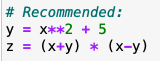 # Recommended:
y = x**2 + 5
z = (x+y) * (x-y)